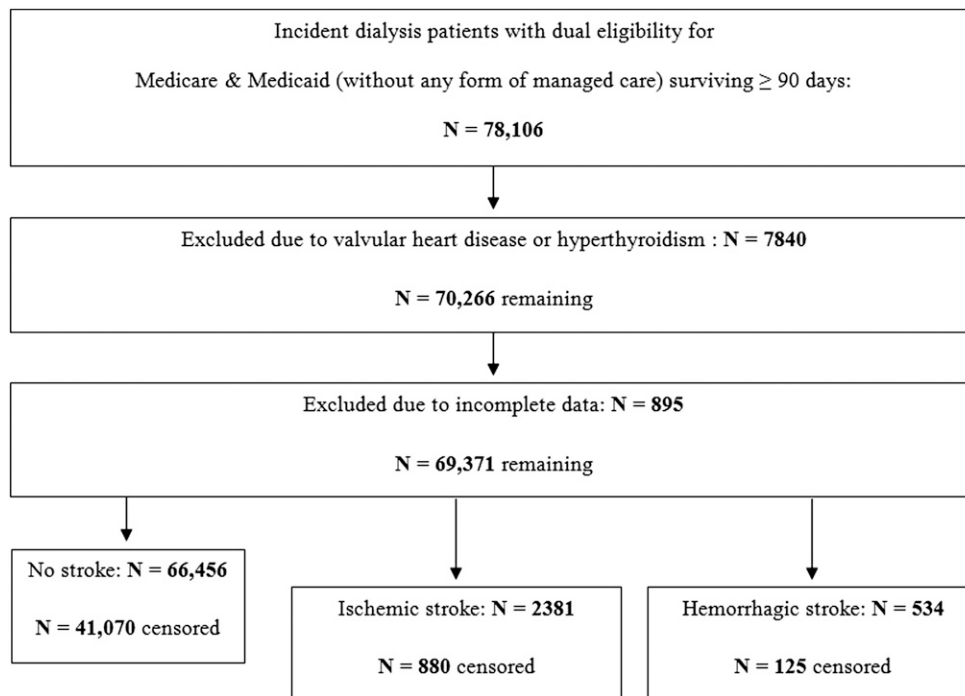 Incident dialysis patients with dual eligibility for
Medicare & Medicaid (without any form of managed care) surviving ≥ 90 days:
N = 78,106
Excluded due to valvular heart disease or hyperthyroidism : N = 7840
N = 70,266 remaining
Excluded due to incomplete data: N = 895
N = 69,371 remaining
No stroke: N = 66,456
N = 41,070 censored
Ischemic stroke: N = 2381
N = 880 censored
Hemorrhagic stroke: N = 534
N = 125 censored